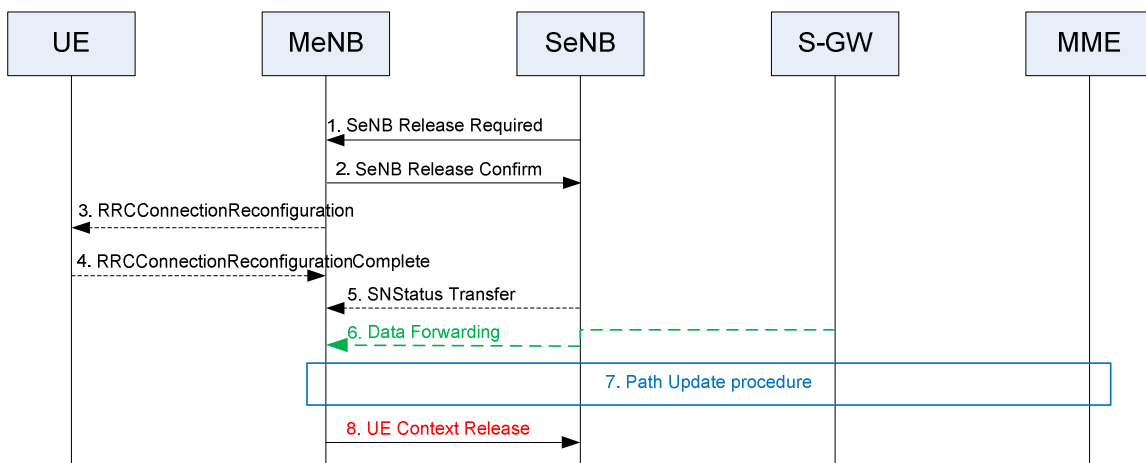 UE MeNB SeNB S-GW MME
1. SeNB Release Required
2. SeNB Release Confirm
3. RRCConnectionReconfiguration
4. RRCConnectionReconfigurationComplete
5. SNStatus Transfer
6. Data Forwarding
7. Path Update procedure
8. UE Context Release